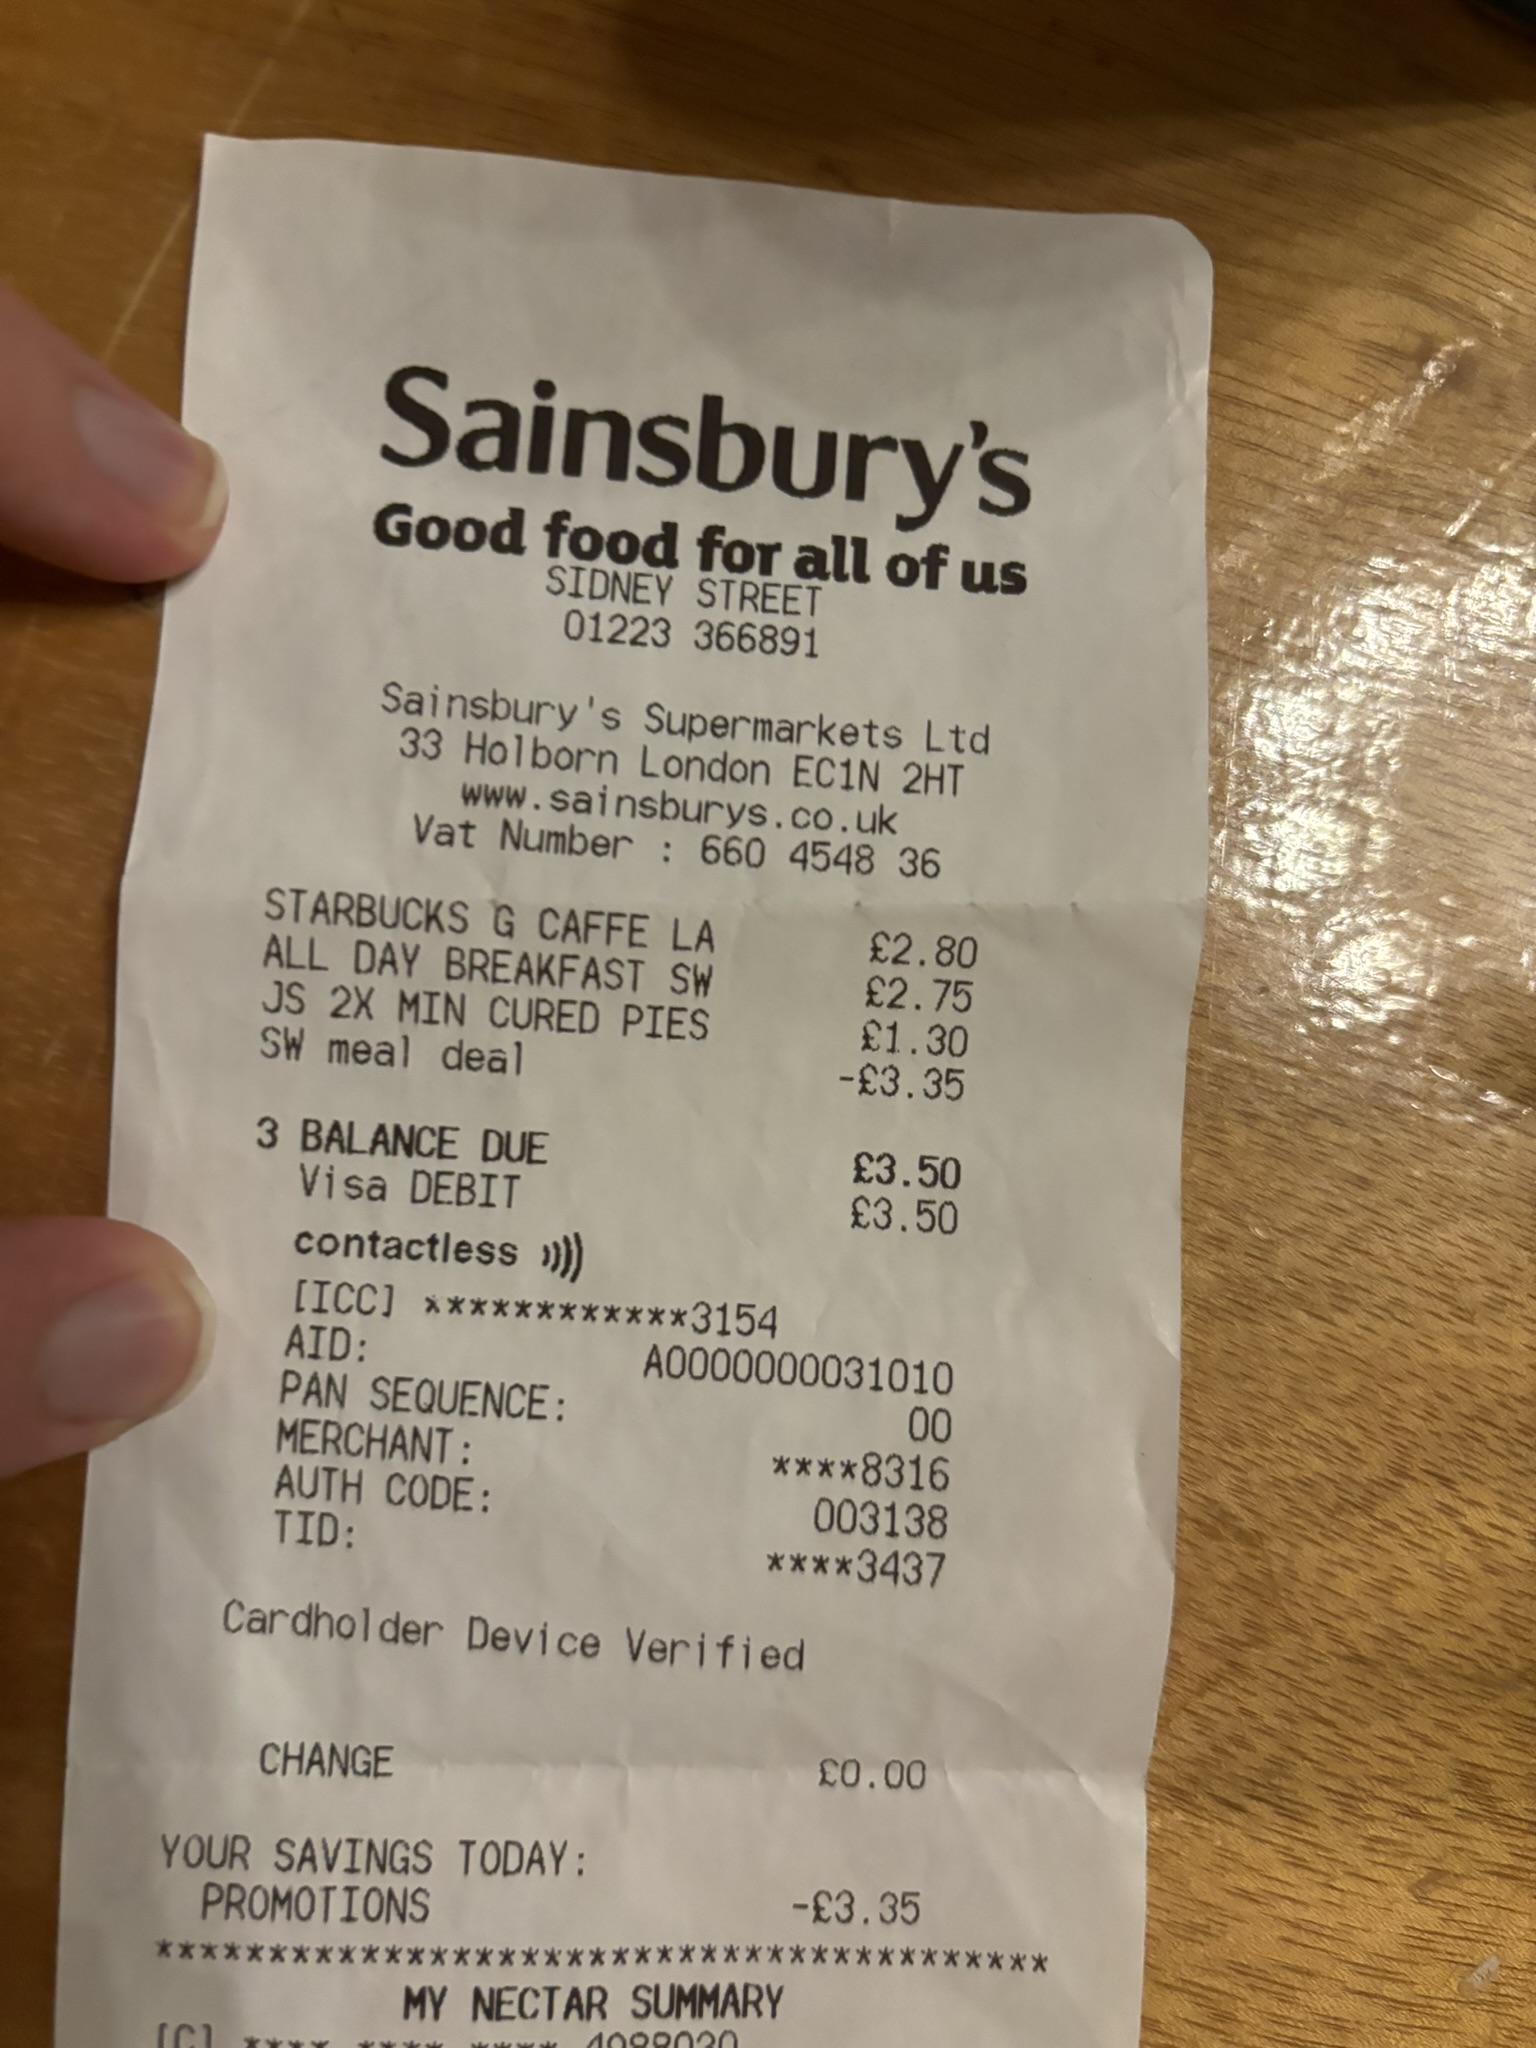 Sainsbury's
Good food for all of us
SIDNEY STREET
01223 366891
Sainsbury's Supermarkets Ltd
33 Holborn London EC1N 2HT
www.sainsburys.co.uk
Vat Number : 660 4548 36
STARBUCKS G CAFFE LA £2.80
ALL DAY BREAKFAST SW £2.75
JS 2X MIN CURED PIES £1.30
SW meal deal -£3.35
3 BALANCE DUE £3.50
Visa DEBIT £3.50
contactless
[ICC] ************3154
AID: A0000000031010
PAN SEQUENCE: 00
MERCHANT: ****8316
AUTH CODE: 003138
TID: ****3437
Cardholder Device Verified
CHANGE £0.00
YOUR SAVINGS TODAY:
PROMOTIONS -£3.35
***************************************
MY NECTAR SUMMARY
[C] **** **** **** 4988030